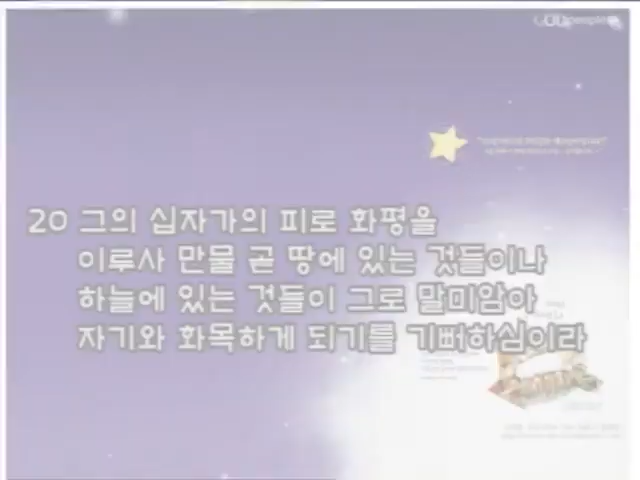 20 그의 십자가의 피로 화평을
이루사 만물 곧 땅에 있는 것들이나
하늘에 있는 것들이 그로 말미암아
자기와 화목하게 되기를 기뻐하심이라